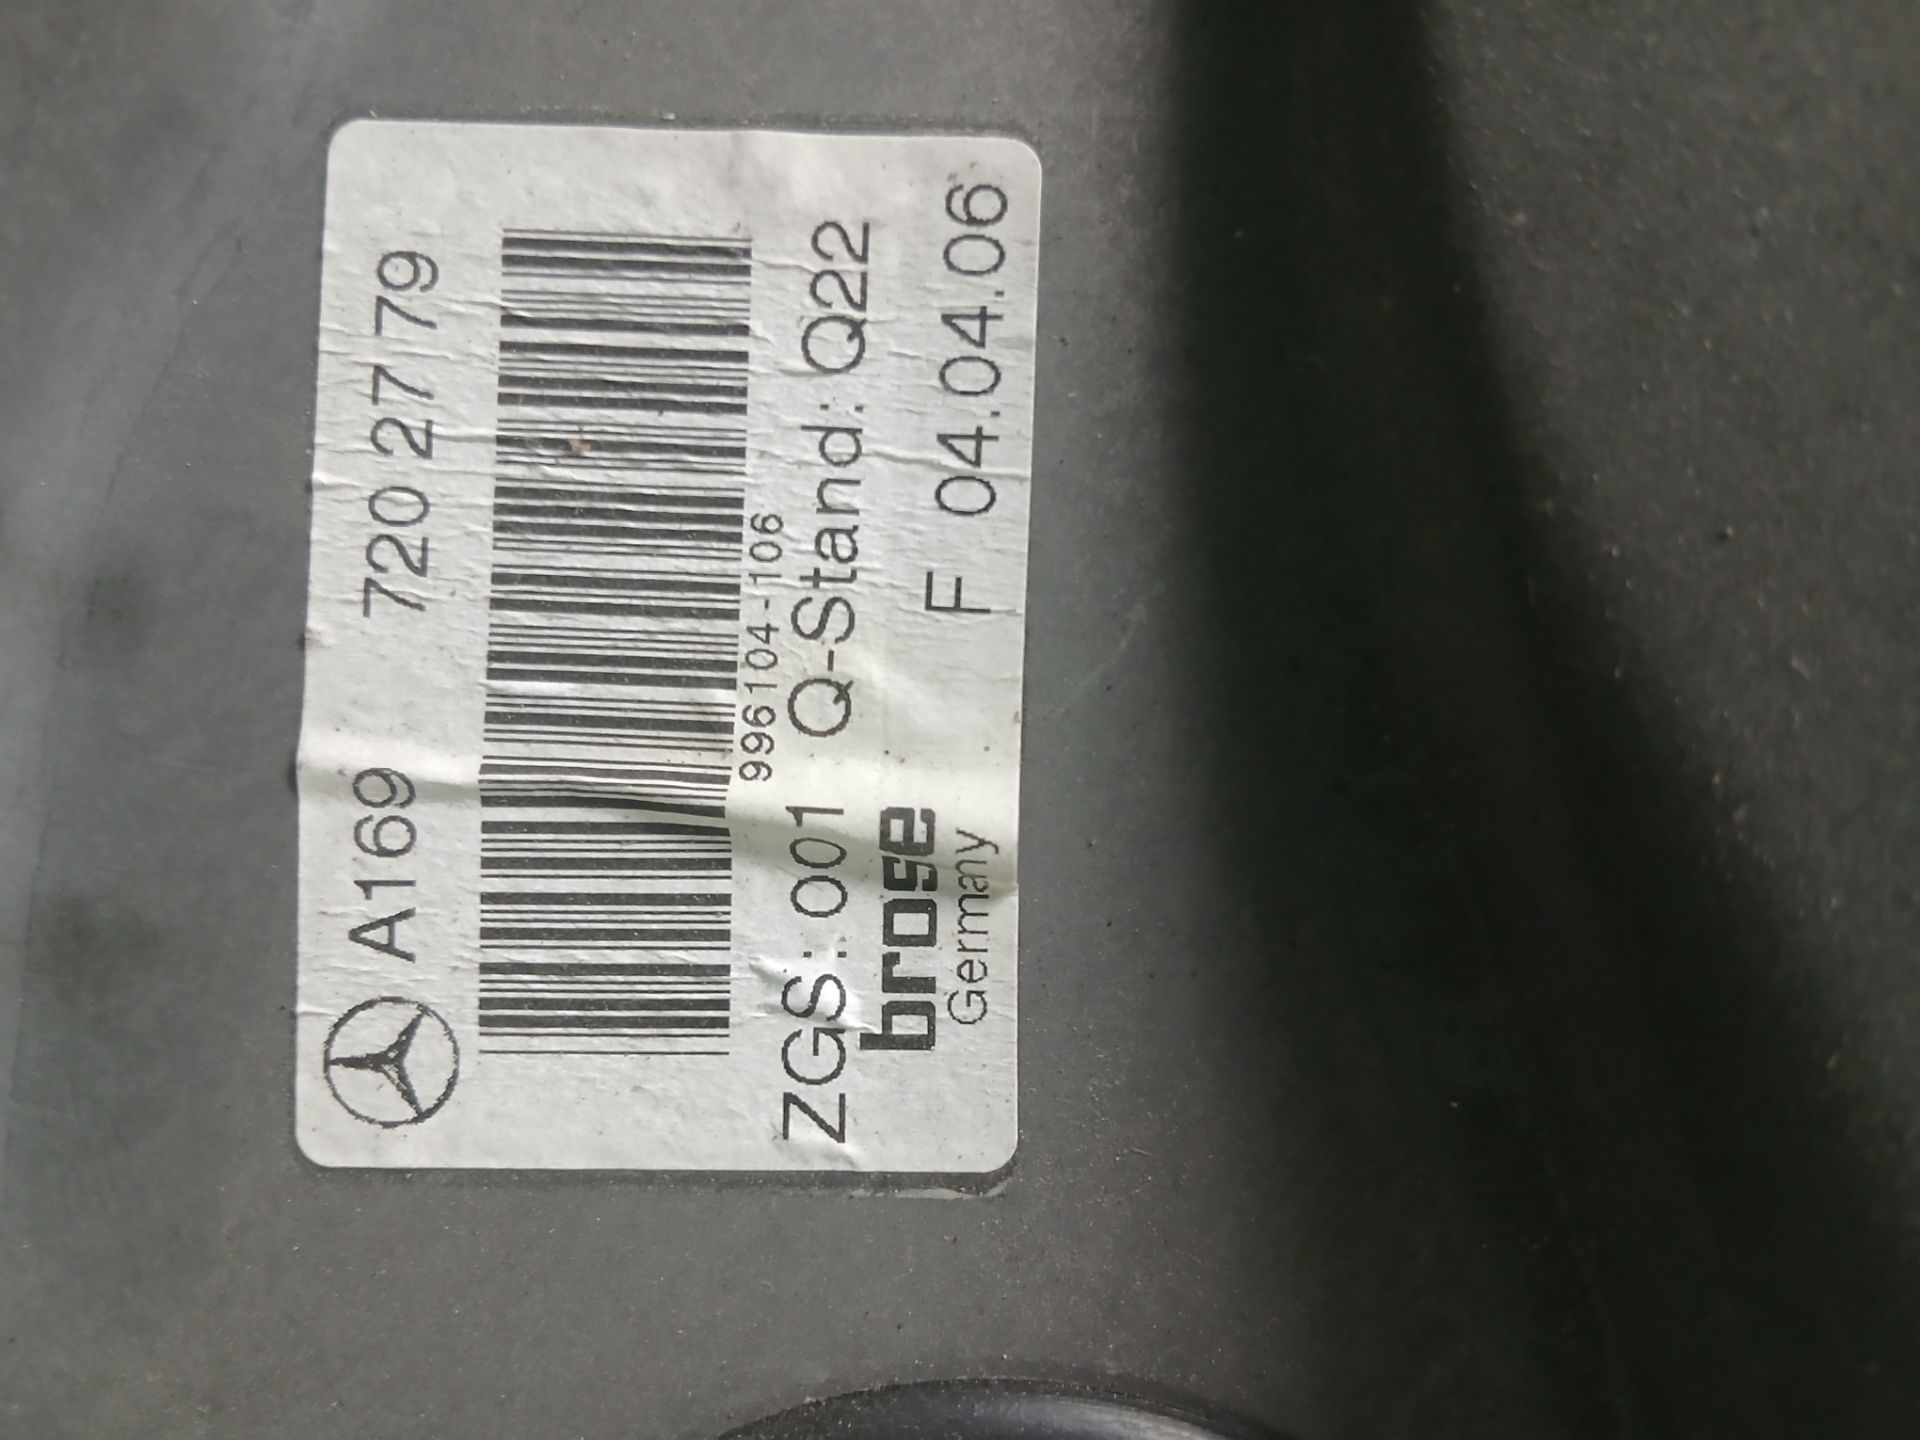 A169 720 27 79
996104-106
ZGS: 001 Q-Stand: Q22
brose
Germany
F 04.04.06